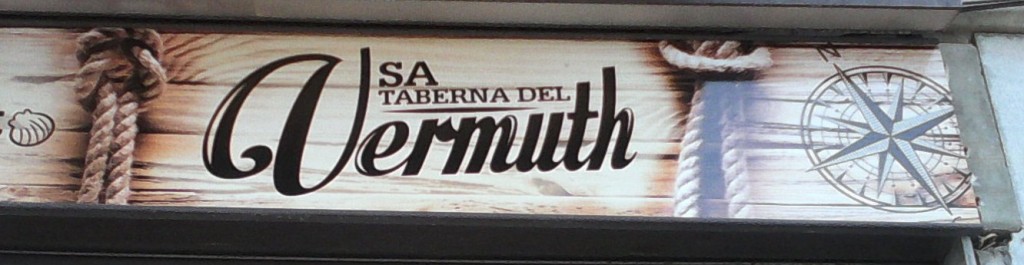 SA
TABERNA DEL
Vermuth
N